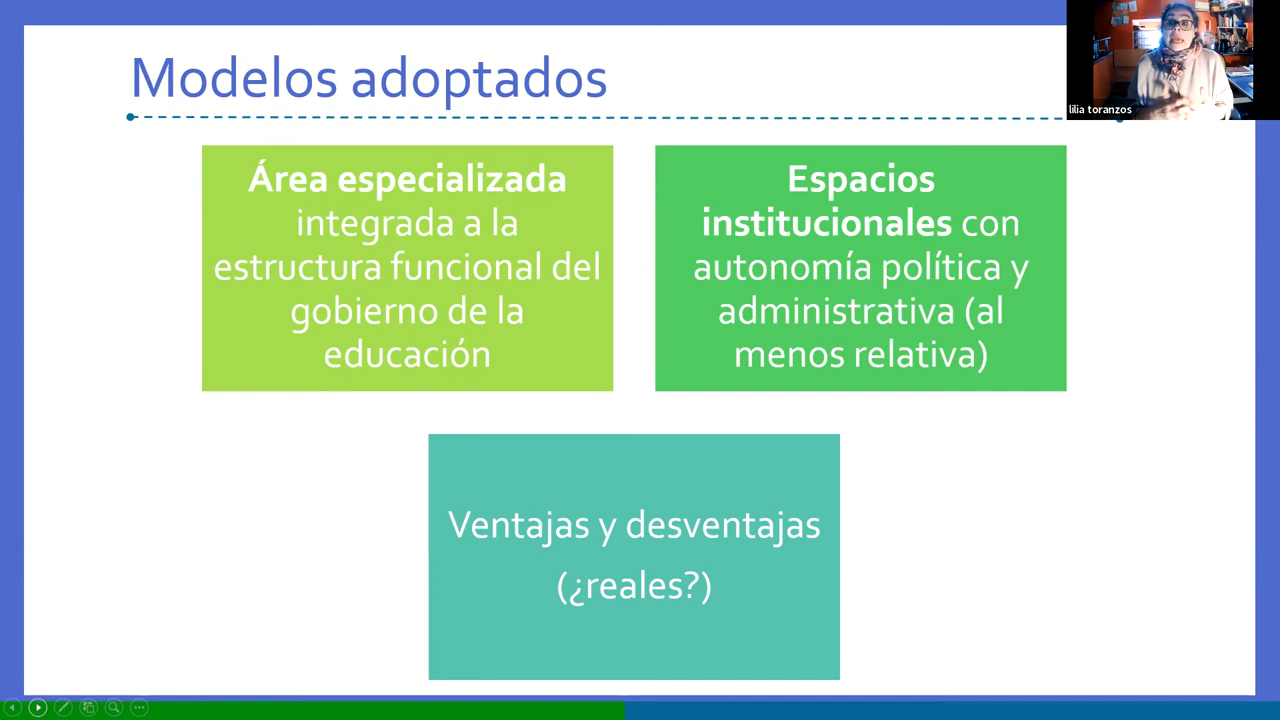 Modelos adoptados
lilia toranzos
Área especializada
integrada a la
estructura funcional del
gobierno de la
educación
Espacios
institucionales con
autonomía política y
administrativa (al
menos relativa)
Ventajas y desventajas
(¿reales?)